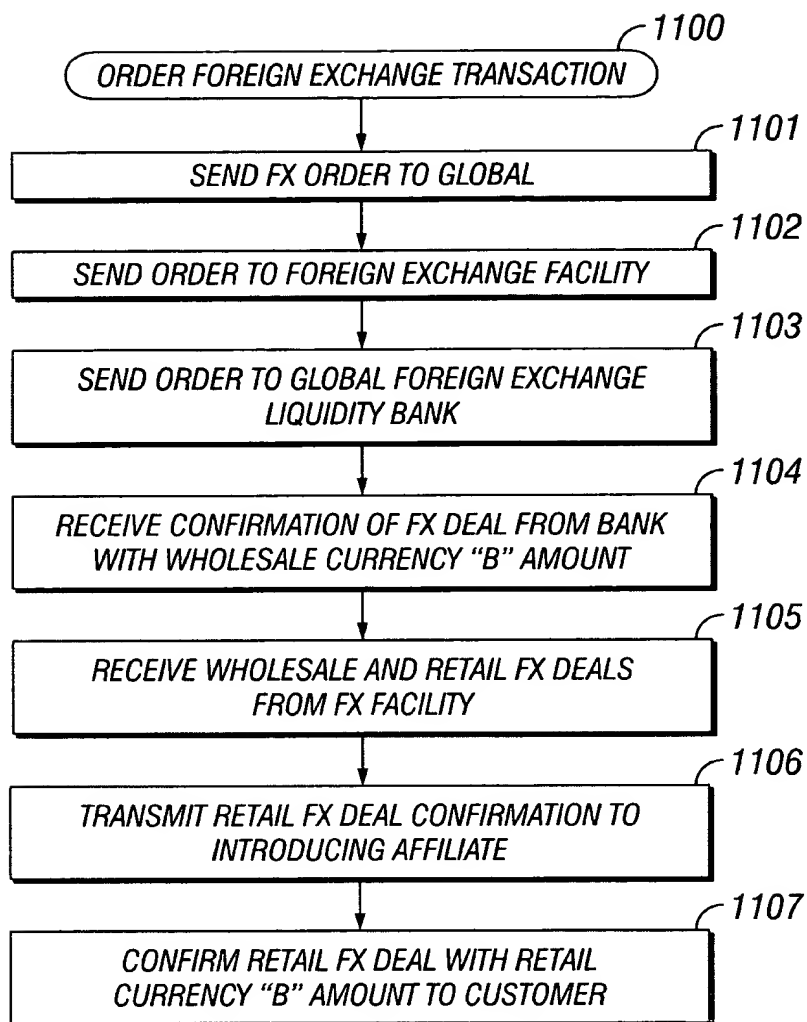 1100
ORDER FOREIGN EXCHANGE TRANSACTION
1101
SEND FX ORDER TO GLOBAL
1102
SEND ORDER TO FOREIGN EXCHANGE FACILITY
1103
SEND ORDER TO GLOBAL FOREIGN EXCHANGE
LIQUIDITY BANK
1104
RECEIVE CONFIRMATION OF FX DEAL FROM BANK
WITH WHOLESALE CURRENCY “B” AMOUNT
1105
RECEIVE WHOLESALE AND RETAIL FX DEALS
FROM FX FACILITY
1106
TRANSMIT RETAIL FX DEAL CONFIRMATION TO
INTRODUCING AFFILIATE
1107
CONFIRM RETAIL FX DEAL WITH RETAIL
CURRENCY “B” AMOUNT TO CUSTOMER